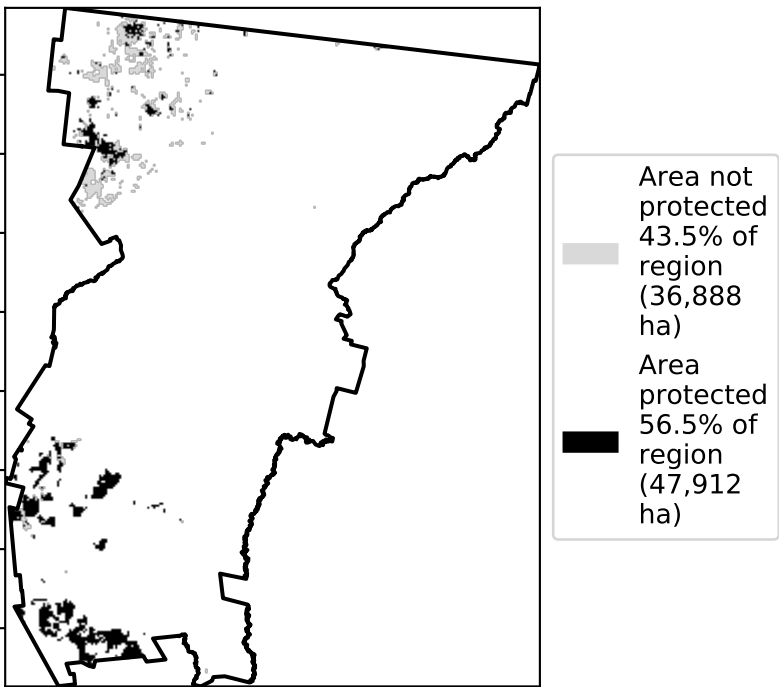 Area not
protected
43.5% of
region
(36,888
ha)
Area
protected
56.5% of
region
(47,912
ha)